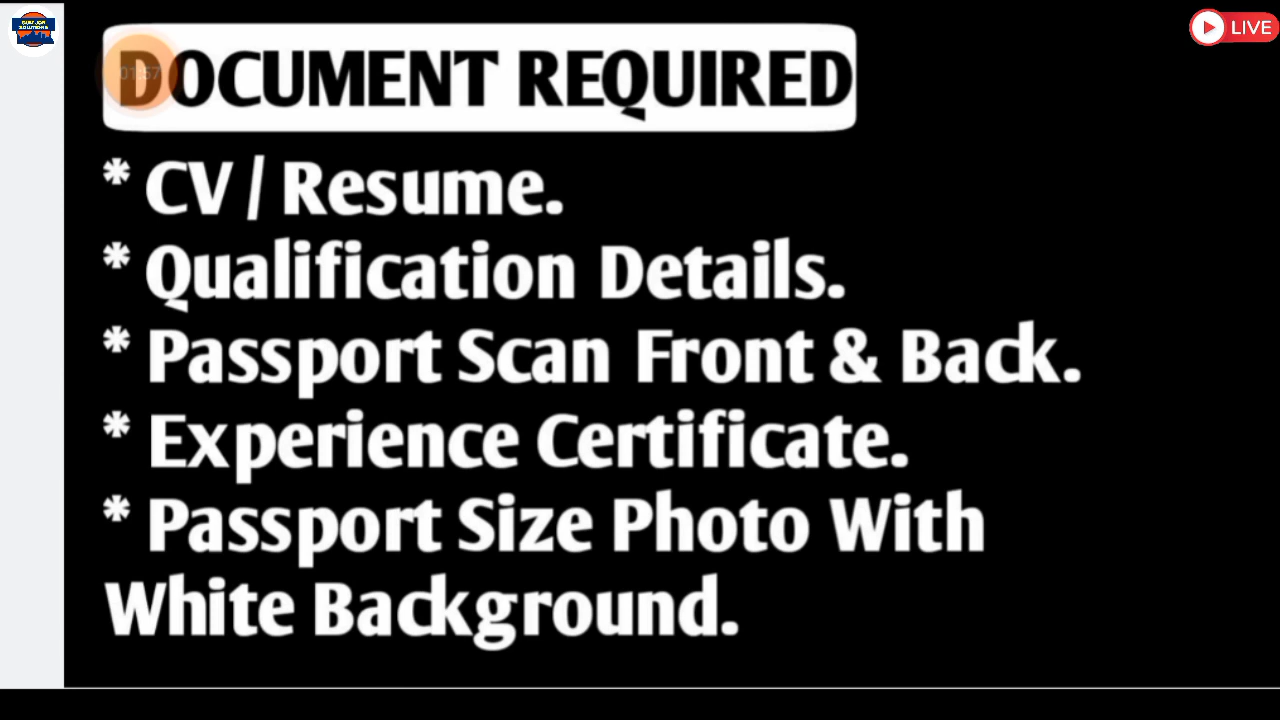 LIVE
DOCUMENT REQUIRED
* CV / Resume.
* Qualification Details.
* Passport Scan Front & Back.
* Experience Certificate.
* Passport Size Photo With
White Background.